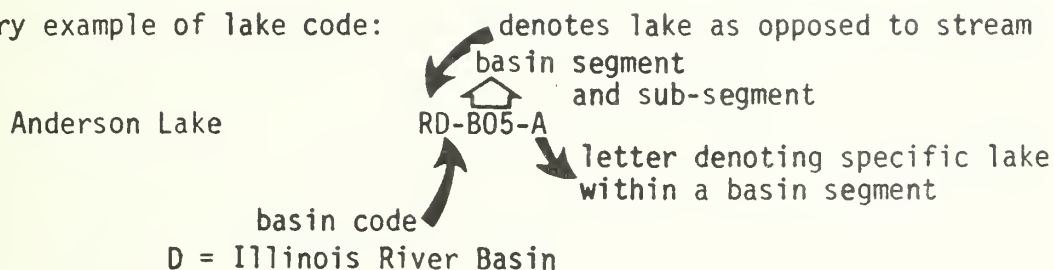 ry example of lake code:
denotes lake as opposed to stream
basin segment
and sub-segment
Anderson Lake
RD-B05-A
letter denoting specific lake
within a basin segment
basin code
D = Illinois River Basin